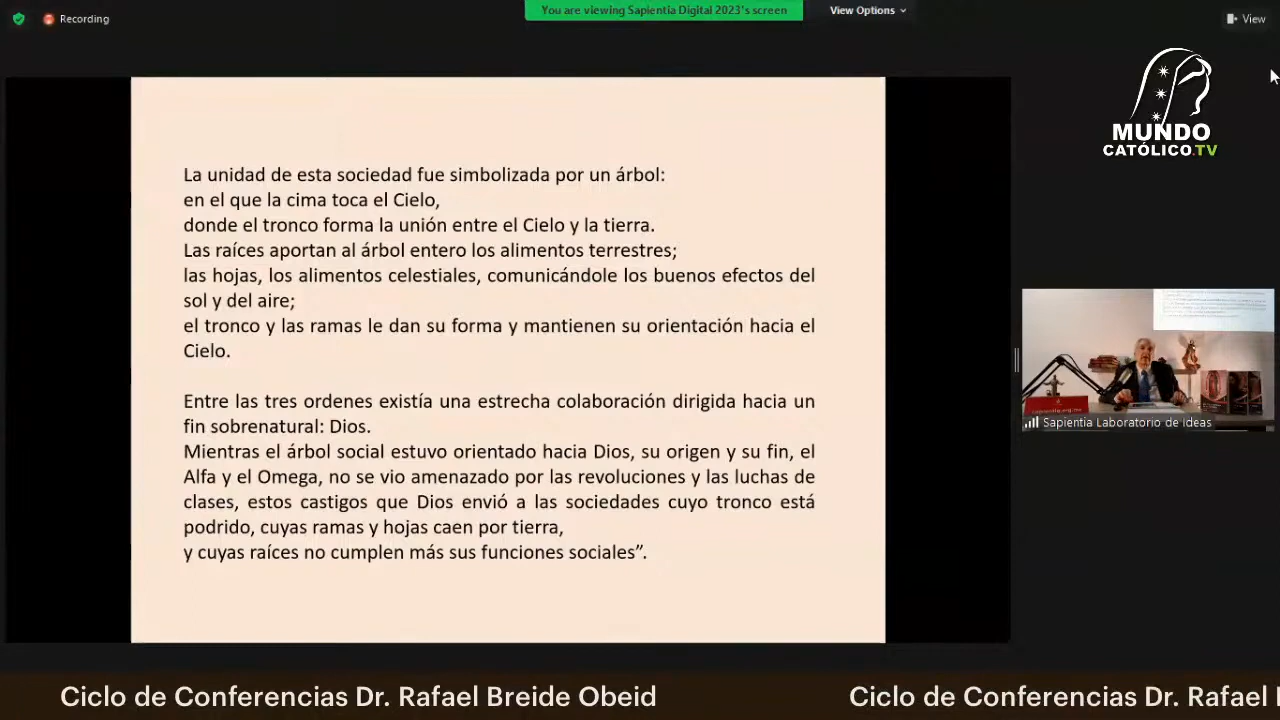 Recording
You are viewing Sapientia Digital 2023's screen
View Options
View
MUNDO
CATÓLICO.TV
La unidad de esta sociedad fue simbolizada por un árbol:
en el que la cima toca el Cielo,
donde el tronco forma la unión entre el Cielo y la tierra.
Las raíces aportan al árbol entero los alimentos terrestres;
las hojas, los alimentos celestiales, comunicándole los buenos efectos del
sol y del aire;
el tronco y las ramas le dan su forma y mantienen su orientación hacia el
Cielo.
Entre las tres ordenes existía una estrecha colaboración dirigida hacia un
fin sobrenatural: Dios.
Mientras el árbol social estuvo orientado hacia Dios, su origen y su fin, el
Alfa y el Omega, no se vio amenazado por las revoluciones y las luchas de
clases, estos castigos que Dios envió a las sociedades cuyo tronco está
podrido, cuyas ramas y hojas caen por tierra,
y cuyas raíces no cumplen más sus funciones sociales”.
Sapientia Laboratorio de ideas
Ciclo de Conferencias Dr. Rafael Breide Obeid
Ciclo de Conferencias Dr. Rafael